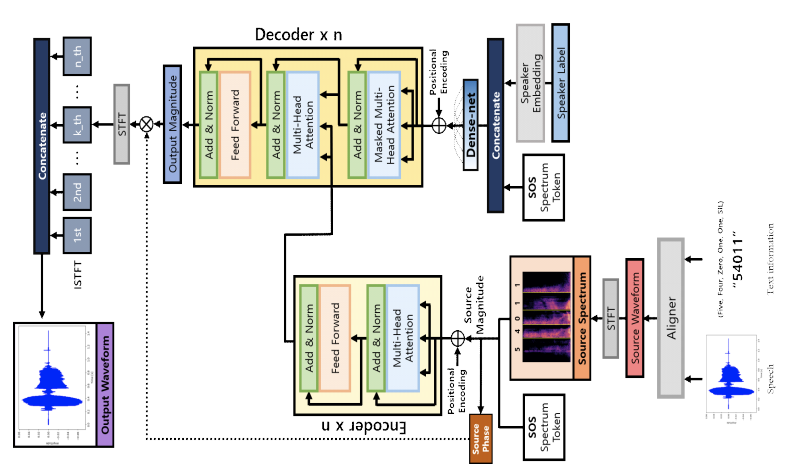 Decoder x n
Concatenate
n_th
...
k_th
...
2nd
1st
ISTFT
Output Waveform
STFT
Output Magnitude
Add & Norm
Feed Forward
Add & Norm
Multi-Head
Attention
Add & Norm
Masked Multi-
Head Attention
Positional
Encoding
Dense-net
Concatenate
Speaker
Embedding
Speaker Label
SOS
Spectrum
Token
Encoder x n
Add & Norm
Feed Forward
Add & Norm
Multi-Head
Attention
Positional
Encoding
Source
Magnitude
Source
Phase
SOS
Spectrum
Token
5 4 0 1 1
Source Spectrum
STFT
Source Waveform
Aligner
(Five, Four, Zero, One, One, SIL)
"54011"
Text information
Speech